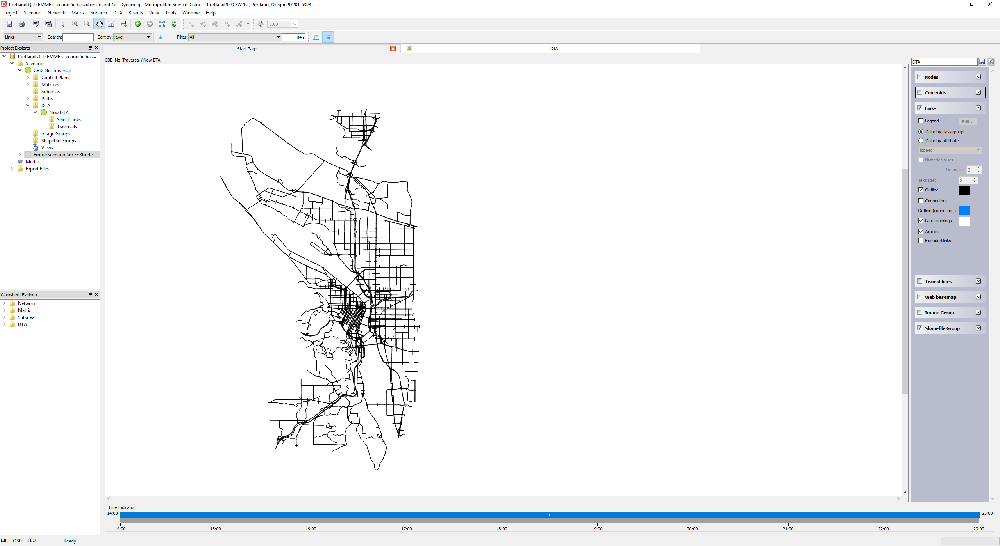 Portland QLD EMME scenario 5e based on 2e and 4e - Dynameq - Metropolitan Service District - Portland2000 SW 1st, Portland, Oregon 97201-5398
Project Scenario Network Matrix Subarea DTA Results View Tools Window Help
0.00
Links Search: Sort by: level Filter: All 8046
Project Explorer
Start Page
DTA
Portland QLD EMME scenario 5e bas...
Scenarios
CBD_No_Traversal
Control Plans
Matrices
Subareas
Paths
DTA
New DTA
Select Links
Traversals
Image Groups
Shapefile Groups
Views
Emme scenario 5e7 -- 3hr de...
Media
Export Files
Worksheet Explorer
Network
Matrix
Subarea
DTA
CBD_No_Traversal / New DTA
DTA
Nodes
Centroids
Links
Legend Edit...
Color by class group
Color by attribute
fspeed
Numeric values
Decimals: 0
Text size: 8
Outline
Connectors
Outline (connector):
Lane markings
Arrows
Excluded links
Transit lines
Web basemap
Image Group
Shapefile Group
Time Indicator
14:00 23:00
14:00 15:00 16:00 17:00 18:00 19:00 20:00 21:00 22:00 23:00
METROSD. - EJ87 Ready.